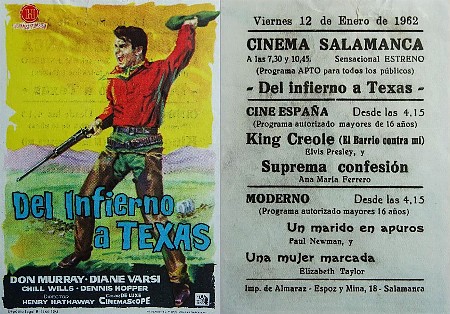 Del Infierno
a TEXAS
DON MURRAY · DIANE VARSI
CHILL WILLS · DENNIS HOPPER
DIRECTOR
HENRY HATHAWAY
COLOR DE LUXE
CINEMASCOPE
Viernes 12 de Enero de 1962
CINEMA SALAMANCA
A las 7,30 y 10,45. Sensacional ESTRENO
(Programa APTO para todos los públicos)
- Del infierno a Texas -
CINE ESPAÑA Desde las 4,15
(Programa autorizado mayores de 16 años)
King Creole (El Barrio contra mi)
Elvis Presley, y
Suprema confesión
Ana María Ferrero
MODERNO Desde las 4,15
(Programa autorizado mayores 16 años)
Un marido en apuros
Paul Newman, y
Una mujer marcada
Elizabeth Taylor
Imp. de Almaraz - Espoz y Mina, 18 - Salamanca